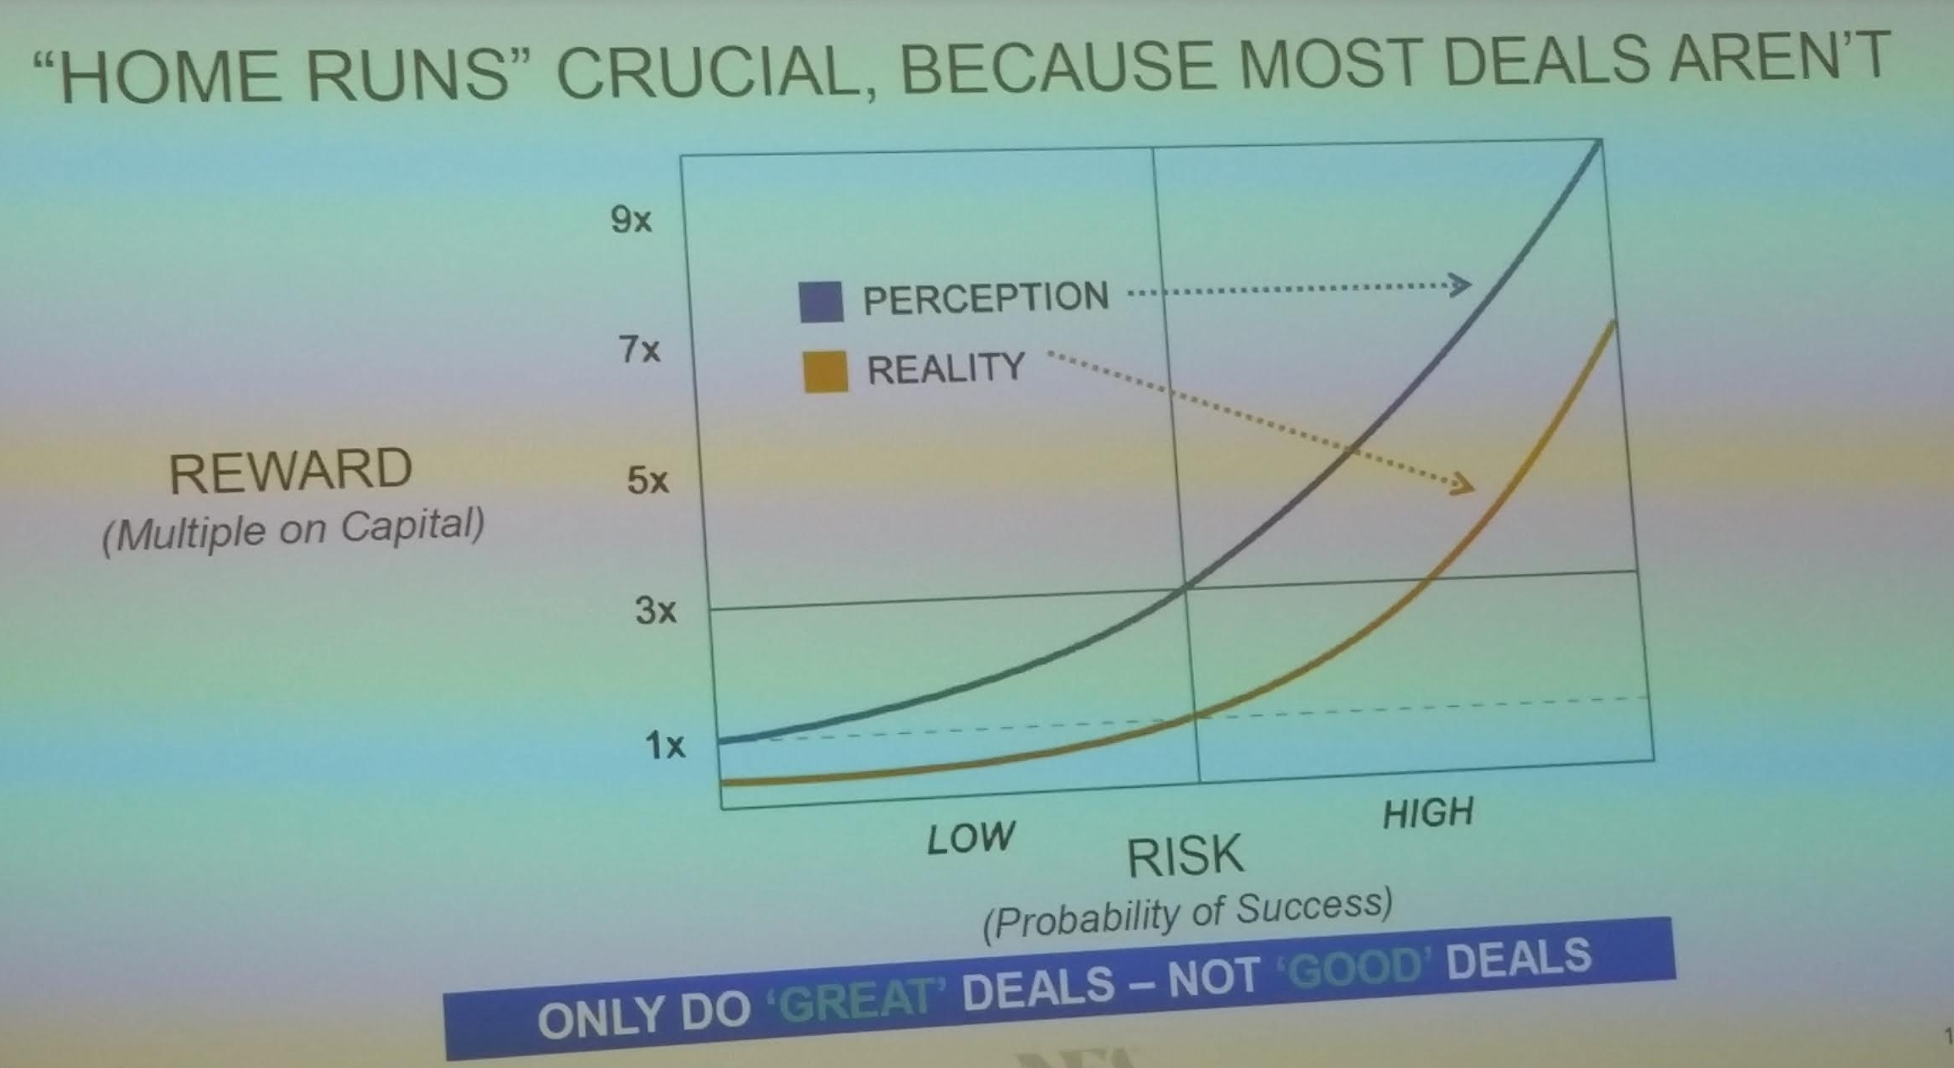 “HOME RUNS” CRUCIAL, BECAUSE MOST DEALS AREN’T
9x
PERCEPTION
7x
REALITY
REWARD
(Multiple on Capital)
5x
3x
1x
LOW
HIGH
RISK
(Probability of Success)
ONLY DO ‘GREAT’ DEALS – NOT ‘GOOD’ DEALS